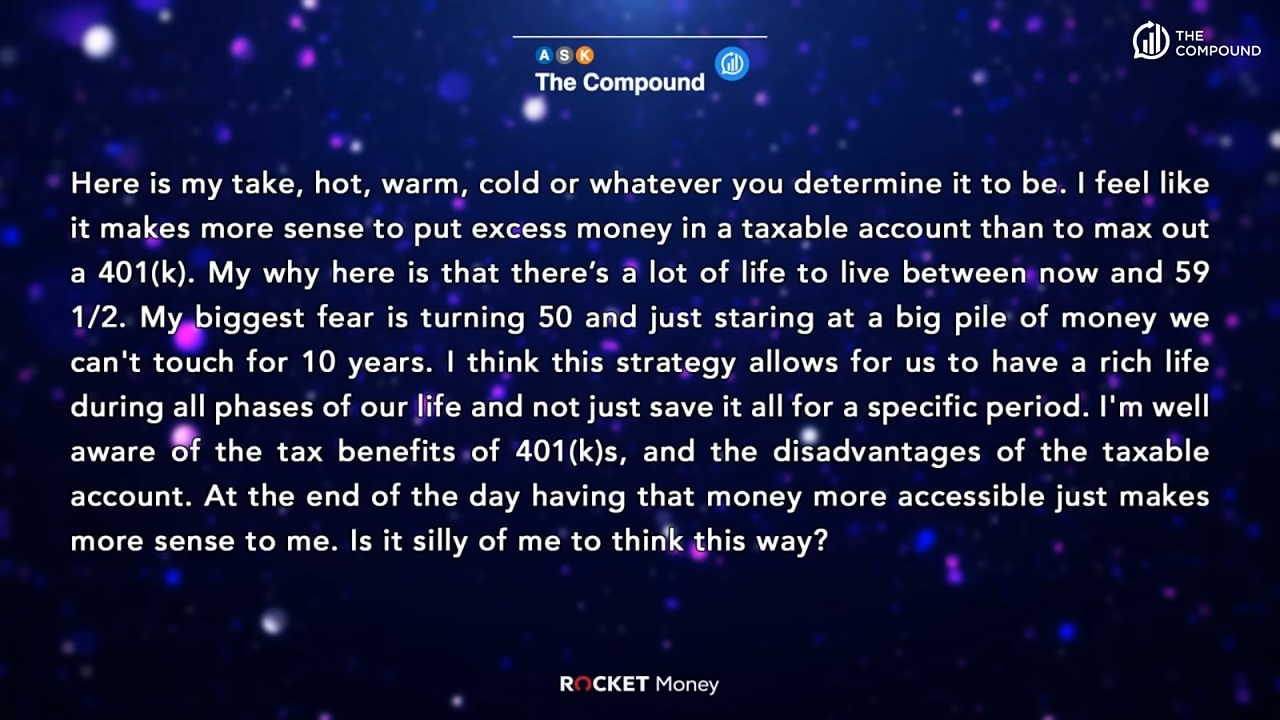 ASK
The Compound
THE
COMPOUND
Here is my take, hot, warm, cold or whatever you determine it to be. I feel like
it makes more sense to put excess money in a taxable account than to max out
a 401(k). My why here is that there’s a lot of life to live between now and 59
1/2. My biggest fear is turning 50 and just staring at a big pile of money we
can't touch for 10 years. I think this strategy allows for us to have a rich life
during all phases of our life and not just save it all for a specific period. I'm well
aware of the tax benefits of 401(k)s, and the disadvantages of the taxable
account. At the end of the day having that money more accessible just makes
more sense to me. Is it silly of me to think this way?
ROCKET Money